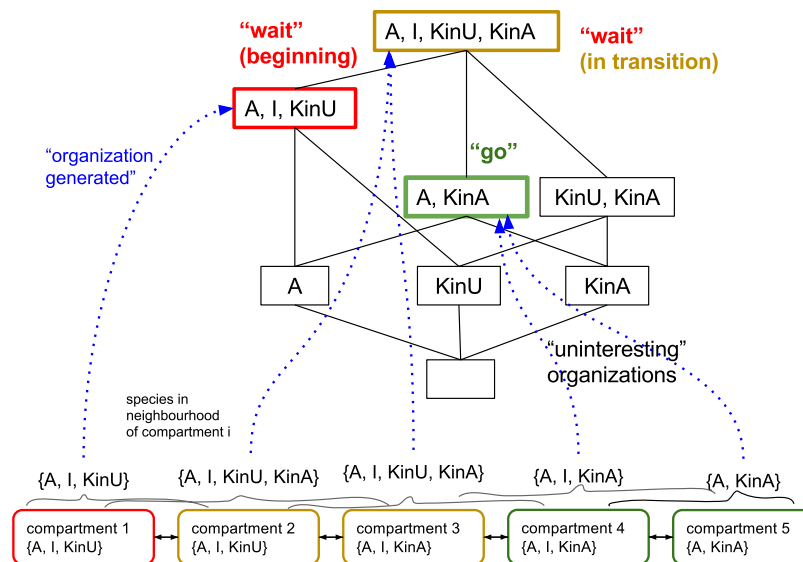 “wait”
(beginning)
A, I, KinU, KinA
“wait”
(in transition)
A, I, KinU
“organization
generated”
“go”
A, KinA
KinU, KinA
A
KinU
KinA
“uninteresting”
organizations
species in
neighbourhood
of compartment i
{A, I, KinU}
{A, I, KinU, KinA}
{A, I, KinU, KinA}
{A, I, KinA}
{A, KinA}
compartment 1
{A, I, KinU}
compartment 2
{A, I, KinU}
compartment 3
{A, I, KinA}
compartment 4
{A, I, KinA}
compartment 5
{A, KinA}